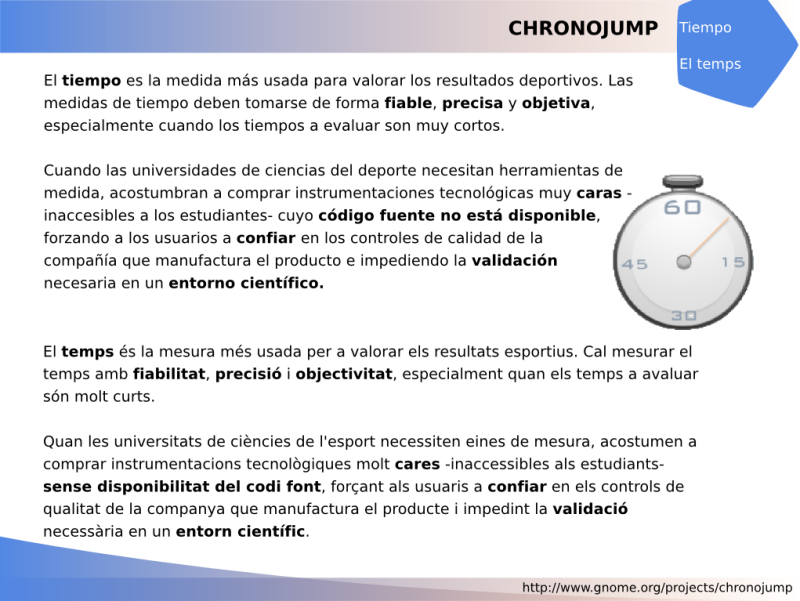 CHRONOJUMP
Tiempo
El temps
El tiempo es la medida más usada para valorar los resultados deportivos. Las
medidas de tiempo deben tomarse de forma fiable, precisa y objetiva,
especialmente cuando los tiempos a evaluar son muy cortos.
Cuando las universidades de ciencias del deporte necesitan herramientas de
medida, acostumbran a comprar instrumentaciones tecnológicas muy caras -
inaccesibles a los estudiantes- cuyo código fuente no está disponible,
forzando a los usuarios a confiar en los controles de calidad de la
compañía que manufactura el producto e impediendo la validación
necesaria en un entorno científico.
60
45
15
30
El temps és la mesura més usada per a valorar els resultats esportius. Cal mesurar el
temps amb fiabilitat, precisió i objectivitat, especialment quan els temps a avaluar
són molt curts.
Quan les universitats de ciències de l'esport necessiten eines de mesura, acostumen a
comprar instrumentacions tecnològiques molt cares -inaccessibles als estudiants-
sense disponibilitat del codi font, forçant als usuaris a confiar en els controls de
qualitat de la companya que manufactura el producte i impedint la validació
necessària en un entorn científic.
http://www.gnome.org/projects/chronojump